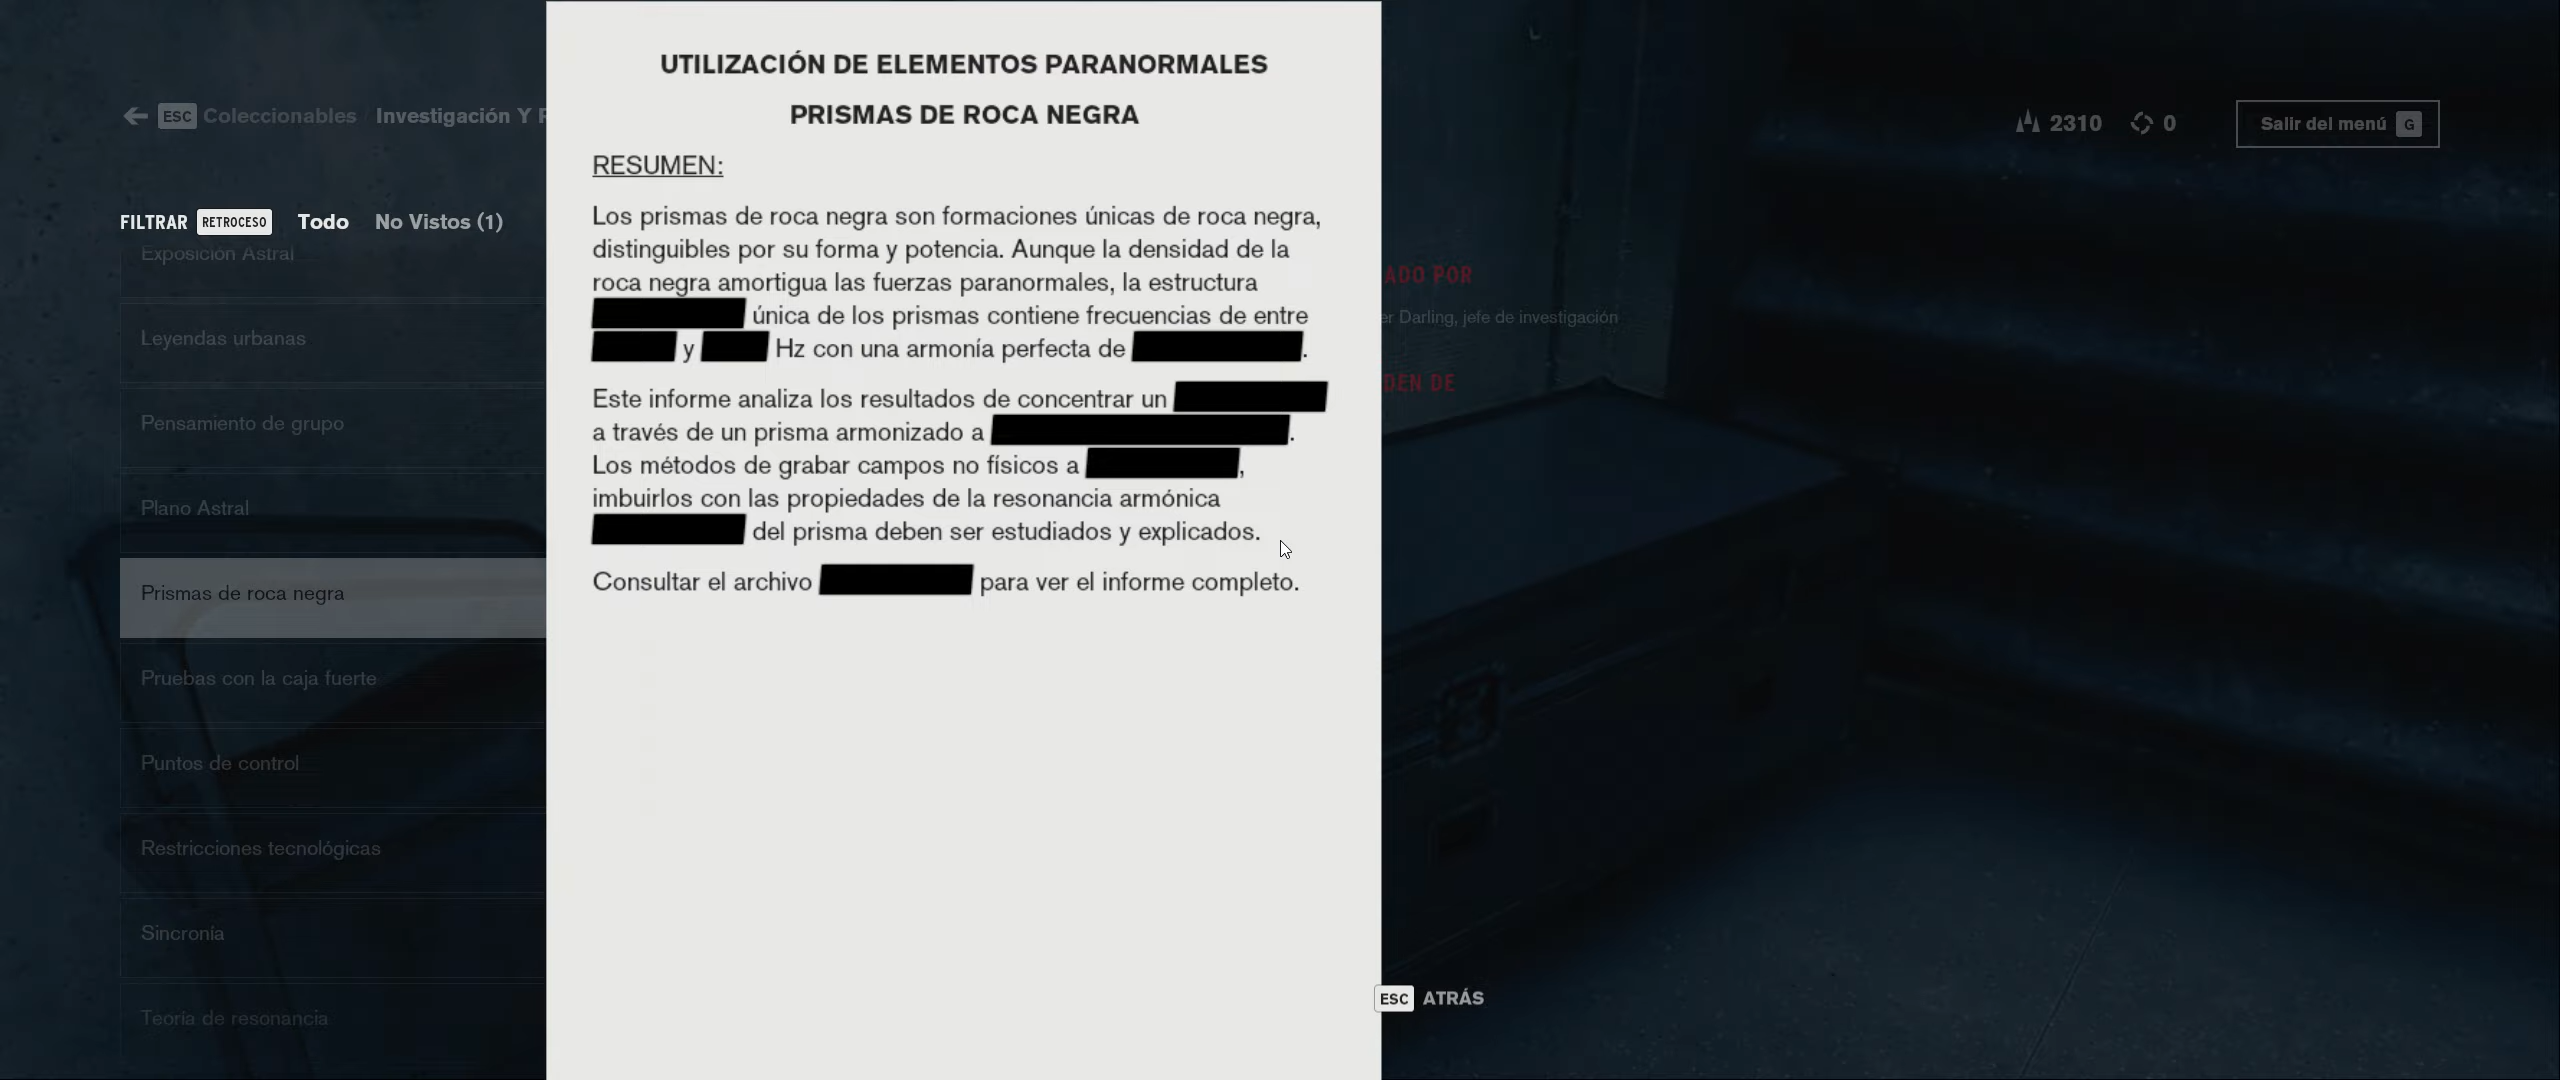 UTILIZACIÓN DE ELEMENTOS PARANORMALES
PRISMAS DE ROCA NEGRA
ESC Coleccionables / Investigación Y
2310 0 Salir del menú G
RESUMEN:
FILTRAR RETROCESO Todo No Vistos (1)
Los prismas de roca negra son formaciones únicas de roca negra,
distinguibles por su forma y potencia. Aunque la densidad de la
roca negra amortigua las fuerzas paranormales, la estructura
única de los prismas contiene frecuencias de entre
y Hz con una armonía perfecta de .
Este informe analiza los resultados de concentrar un
a través de un prisma armonizado a .
Los métodos de grabar campos no físicos a ,
imbuirlos con las propiedades de la resonancia armónica
del prisma deben ser estudiados y explicados.
Consultar el archivo para ver el informe completo.
Exposición Astral
Leyendas urbanas
Pensamiento de grupo
Plano Astral
Prismas de roca negra
Pruebas con la caja fuerte
Puntos de control
Restricciones tecnológicas
Sincronía
Teoría de resonancia
ADO POR
er Darling, jefe de investigación
DEN DE
ESC ATRÁS